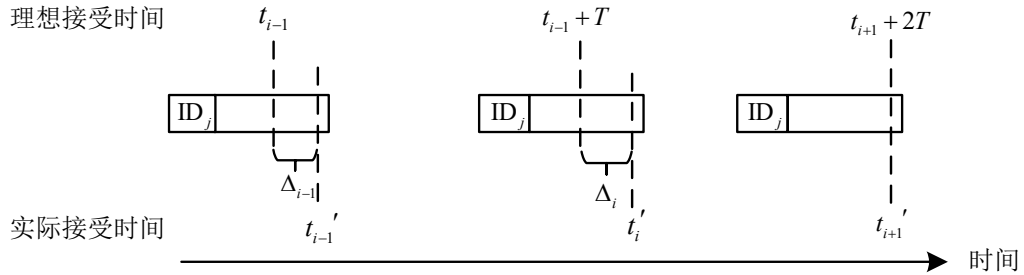 理想接受时间 t_{i-1} t_{i-1}+T t_{i+1}+2T
ID_j ID_j ID_j
Δ_{i-1} Δ_i
实际接受时间 t_{i-1}′ t_i′ t_{i+1}′
时间